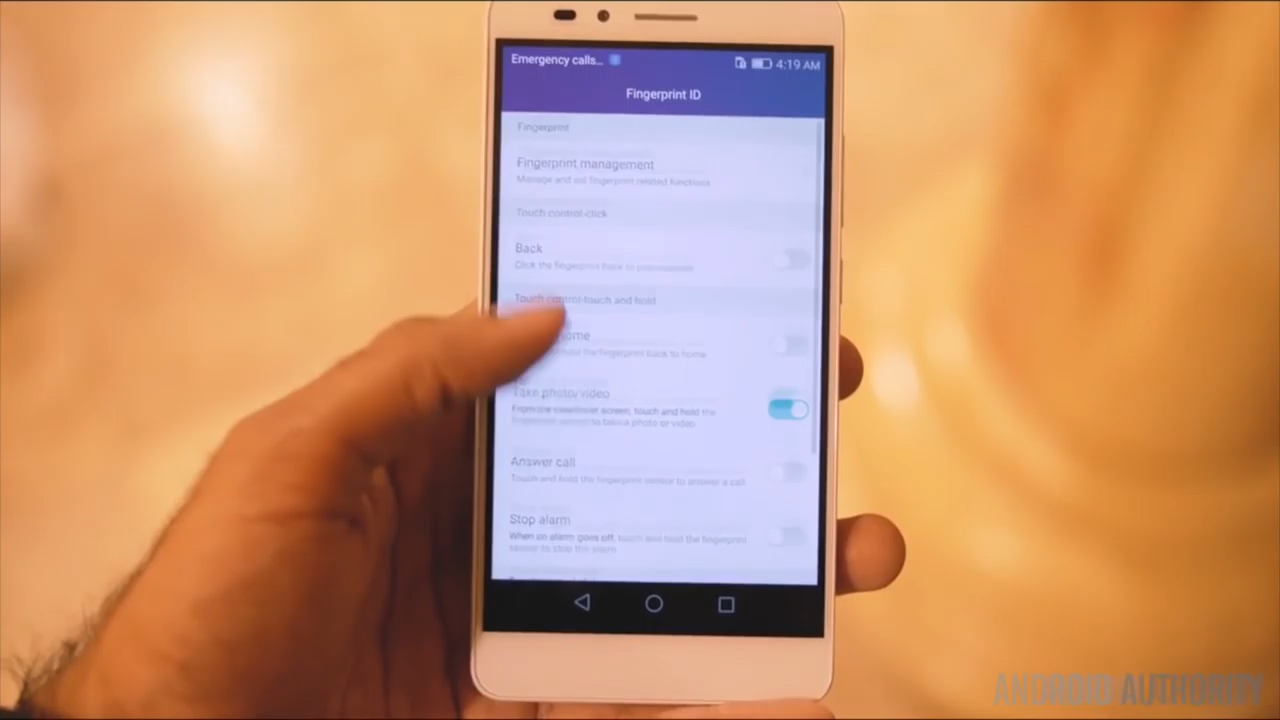 Emergency calls...
4:19 AM
Fingerprint ID
Fingerprint
Fingerprint management
Manage and set fingerprint related functions
Touch control-click
Back
Click the fingerprint back to
Touch control-touch and hold
home
hold the fingerprint back to home
Take photo/video
From the viewfinder screen, touch and hold the
fingerprint sensor to take a photo or video
Answer call
Touch and hold the fingerprint sensor to answer a call
Stop alarm
When an alarm goes off, touch and hold the fingerprint
sensor to stop the alarm
ANDROID AUTHORITY